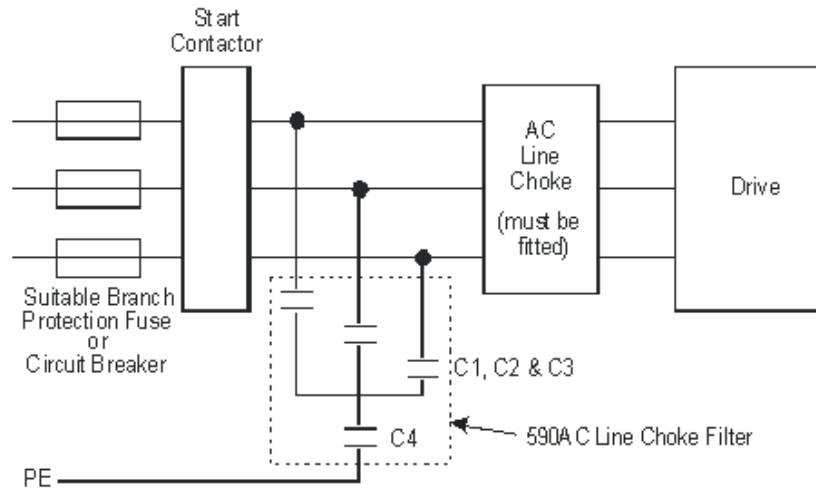 Start
Contactor
AC
Line
Choke
(must be
fitted)
Drive
Suitable Branch
Protection Fuse
or
Circuit Breaker
C1, C2 & C3
C4
590AC Line Choke Filter
PE